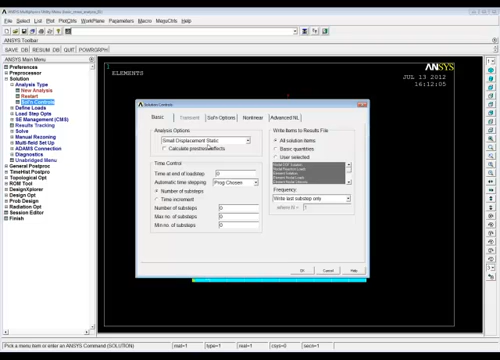 File Select List Plot PlotCtrls WorkPlane Parameters Macro MenuCtrls Help
ANSYS Toolbar
SAVE_DB RESUM_DB QUIT POWRGRPH
ANSYS Main Menu
Preferences
Preprocessor
Solution
Analysis Type
New Analysis
Restart
Sol'n Controls
Define Loads
Load Step Opts
SE Management (CMS)
Results Tracking
Solve
Manual Rezoning
Multi-field Set Up
ADAMS Connection
Diagnostics
Unabridged Menu
General Postproc
TimeHist Postpro
Topological Opt
ROM Tool
DesignXplorer
Design Opt
Prob Design
Radiation Opt
Session Editor
Finish
1
ELEMENTS
ANSYS
JUL 13 2012
16:12:05
Solution Controls
Basic Transient Sol'n Options Nonlinear Advanced NL
Analysis Options
Small Displacement Static
Calculate prestress effects
Time Control
Time at end of loadstep 0
Automatic time stepping Prog Chosen
Number of substeps
Time increment
Number of substeps 0
Max no. of substeps 0
Min no. of substeps 0
Write Items to Results File
All solution items
Basic quantities
User selected
Frequency:
Write last substep only
where N = 1
OK Cancel Help
Pick a menu item or enter an ANSYS Command (SOLUTION)
mat=1 type=1 real=1 csys=0 secn=1